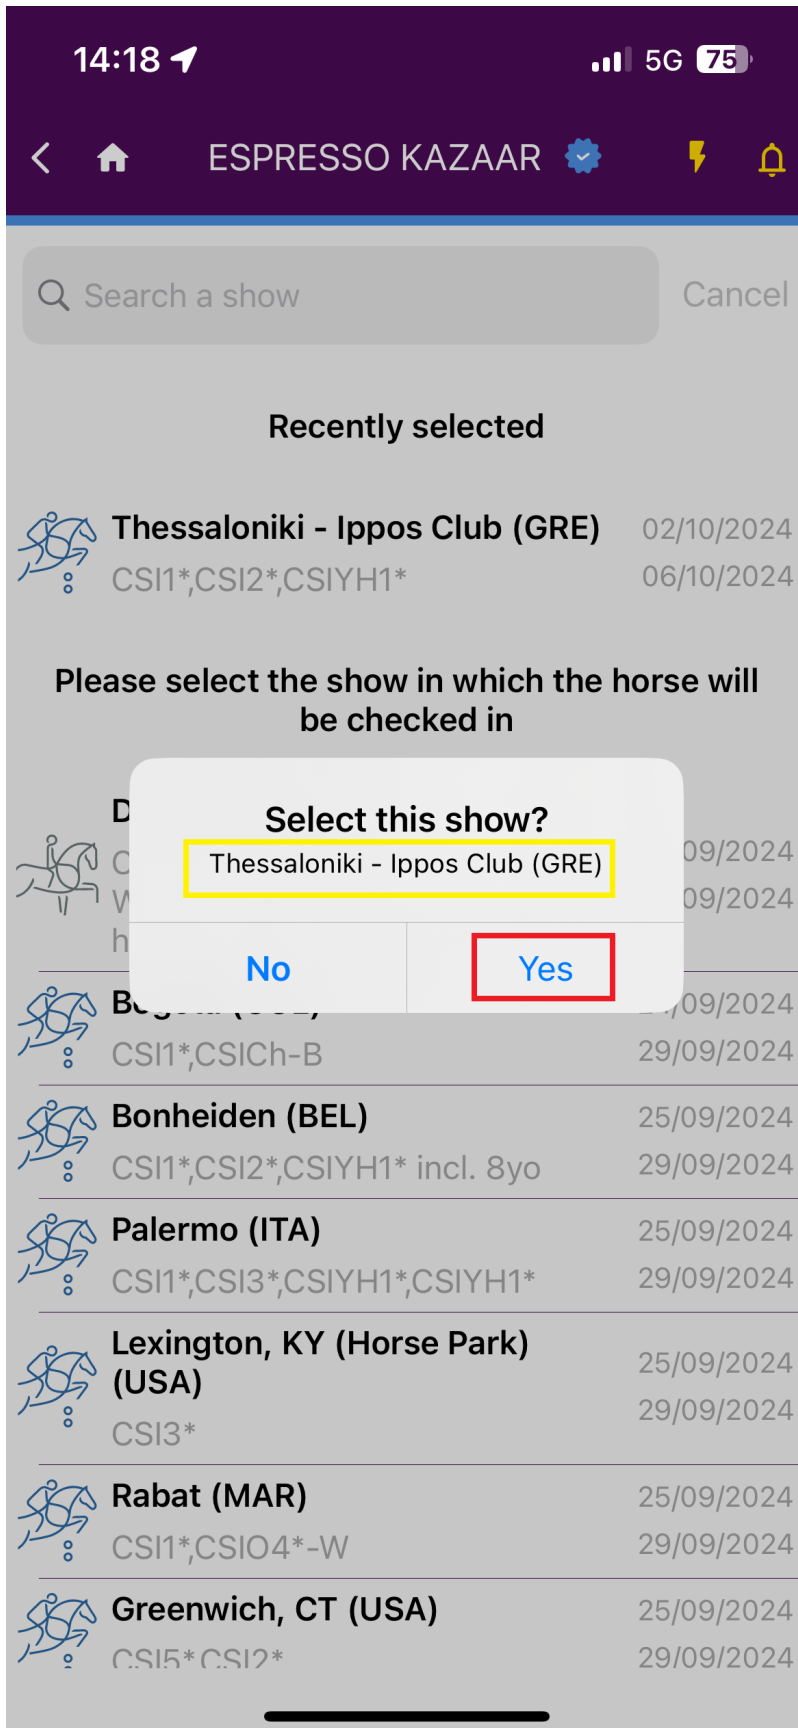 14:18
5G 75
ESPRESSO KAZAAR
Search a show
Cancel
Recently selected
Thessaloniki - Ippos Club (GRE)
02/10/2024
CSI1*,CSI2*,CSIYH1*
06/10/2024
Please select the show in which the horse will
be checked in
Select this show?
Thessaloniki - Ippos Club (GRE)
09/2024
09/2024
No
Yes
/09/2024
CSI1*,CSICh-B
29/09/2024
Bonheiden (BEL)
25/09/2024
CSI1*,CSI2*,CSIYH1* incl. 8yo
29/09/2024
Palermo (ITA)
25/09/2024
CSI1*,CSI3*,CSIYH1*,CSIYH1*
29/09/2024
Lexington, KY (Horse Park)
(USA)
25/09/2024
29/09/2024
CSI3*
Rabat (MAR)
25/09/2024
CSI1*,CSIO4*-W
29/09/2024
Greenwich, CT (USA)
25/09/2024
CSI5*,CSI2*
29/09/2024